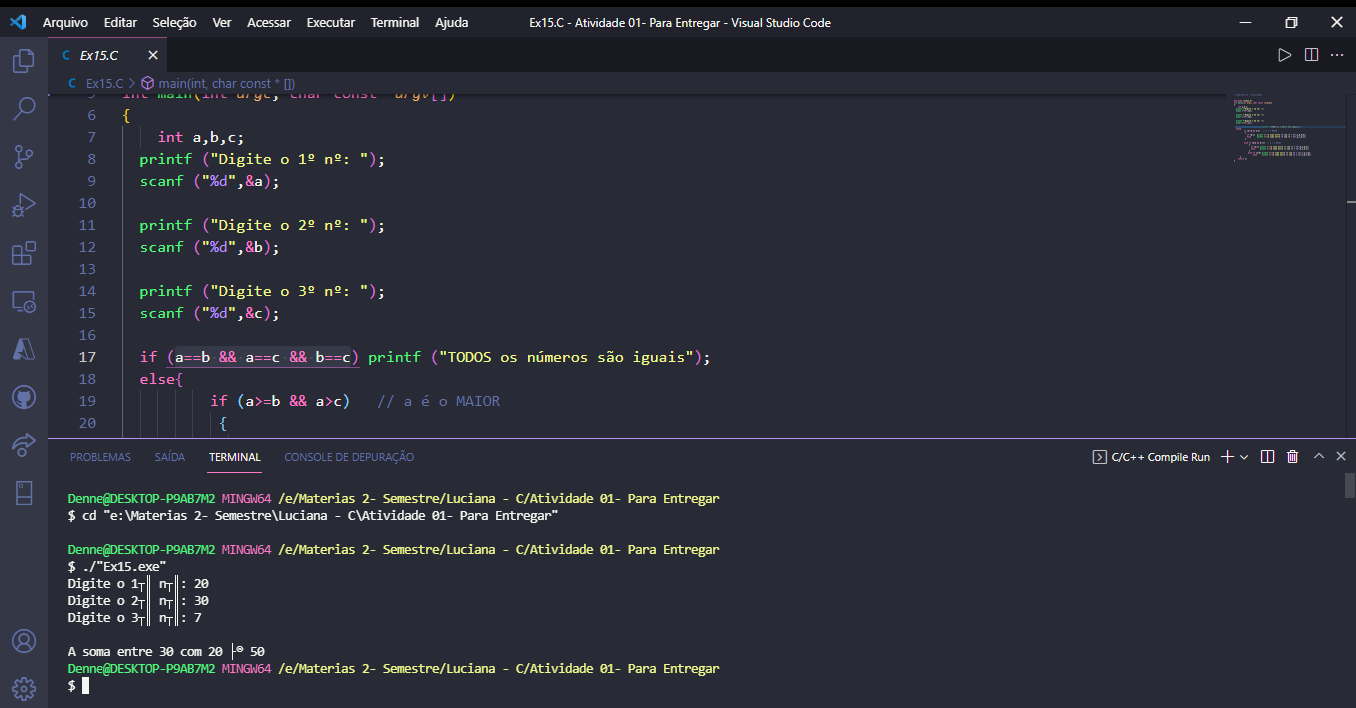 Arquivo Editar Seleção Ver Acessar Executar Terminal Ajuda Ex15.C - Atividade 01- Para Entregar - Visual Studio Code
C Ex15.C
C Ex15.C > main(int, char const * [])
5 int main(int argc, char const *argv[])
6 {
7 int a,b,c;
8 printf ("Digite o 1º nº: ");
9 scanf ("%d",&a);
10
11 printf ("Digite o 2º nº: ");
12 scanf ("%d",&b);
13
14 printf ("Digite o 3º nº: ");
15 scanf ("%d",&c);
16
17 if (a==b && a==c && b==c) printf ("TODOS os números são iguais");
18 else{
19 if (a>=b && a>c) // a é o MAIOR
20 {
PROBLEMAS SAÍDA TERMINAL CONSOLE DE DEPURAÇÃO C/C++ Compile Run
Denne@DESKTOP-P9AB7M2 MINGW64 /e/Materias 2- Semestre/Luciana - C/Atividade 01- Para Entregar
$ cd "e:\Materias 2- Semestre\Luciana - C\Atividade 01- Para Entregar"
Denne@DESKTOP-P9AB7M2 MINGW64 /e/Materias 2- Semestre/Luciana - C/Atividade 01- Para Entregar
$ ./"Ex15.exe"
Digite o 1┬║ n┬║: 20
Digite o 2┬║ n┬║: 30
Digite o 3┬║ n┬║: 7
A soma entre 30 com 20 ├⌐ 50
Denne@DESKTOP-P9AB7M2 MINGW64 /e/Materias 2- Semestre/Luciana - C/Atividade 01- Para Entregar
$